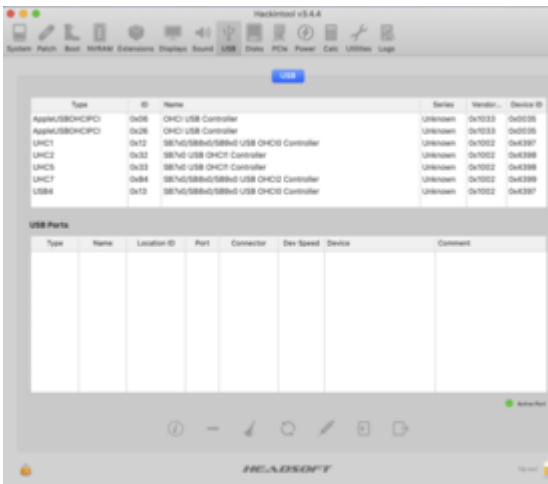 Hackintool v3.4.4
System Patch Boot NVRAM Extensions Displays Sound USB Disks PCIe Power Calc Utilities Logs
USB
Type ID Name Series Vendor... Device ID
AppleUSBOHCIPCI 0x06 OHCI USB Controller Unknown 0x1033 0x0035
AppleUSBOHCIPCI 0x26 OHCI USB Controller Unknown 0x1033 0x0035
UHC1 0x12 SB7x0/SB8x0/SB9x0 USB OHCI0 Controller Unknown 0x1002 0x4397
UHC2 0x32 SB7x0 USB OHCI1 Controller Unknown 0x1002 0x4398
UHC5 0x33 SB7x0 USB OHCI1 Controller Unknown 0x1002 0x4398
UHC7 0x84 SB7x0/SB8x0/SB9x0 USB OHCI2 Controller Unknown 0x1002 0x4399
USB4 0x13 SB7x0/SB8x0/SB9x0 USB OHCI0 Controller Unknown 0x1002 0x4397
USB Ports
Type Name Location ID Port Connector Dev Speed Device Comment
Active Port
HEADSOFT